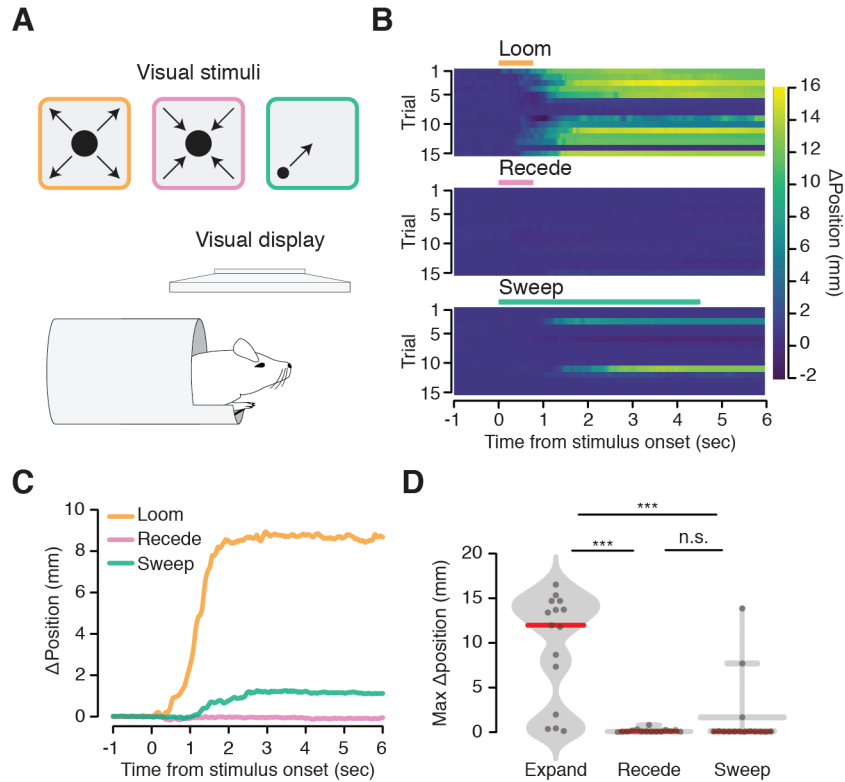 A
Visual stimuli
Visual display
B
Loom
1
5
10
15
Trial
Recede
1
5
10
15
Trial
Sweep
1
5
10
15
Trial
-1 0 1 2 3 4 5 6
Time from stimulus onset (sec)
16
14
12
10
8
6
4
2
0
-2
ΔPosition (mm)
C
Loom
Recede
Sweep
10
8
6
4
2
0
ΔPosition (mm)
-1 0 1 2 3 4 5 6
Time from stimulus onset (sec)
D
***
***
n.s.
20
15
10
5
0
Max Δposition (mm)
Expand Recede Sweep